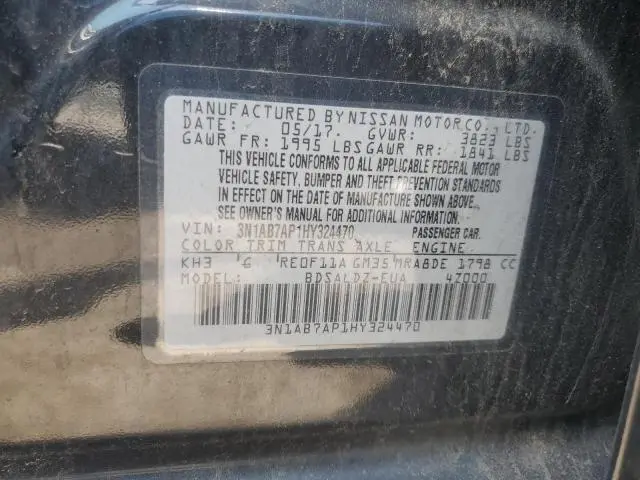 MANUFACTURED BY NISSAN MOTOR CO., LTD.
DATE: 05/17. GVWR: 3823 LBS
GAWR FR: 1995 LBS GAWR RR: 1841 LBS
THIS VEHICLE CONFORMS TO ALL APPLICABLE FEDERAL MOTOR
VEHICLE SAFETY, BUMPER AND THEFT PREVENTION STANDARDS
IN EFFECT ON THE DATE OF MANUFACTURE SHOWN ABOVE.
SEE OWNER'S MANUAL FOR ADDITIONAL INFORMATION.
VIN: 3N1AB7AP1HY324470 PASSENGER CAR.
COLOR TRIM TRANS AXLE ENGINE
KH3 G RE0F11A GM35 MRA8DE 1798 CC
MODEL: BDSALDZ-EUA 4Z000
3N1AB7AP1HY324470